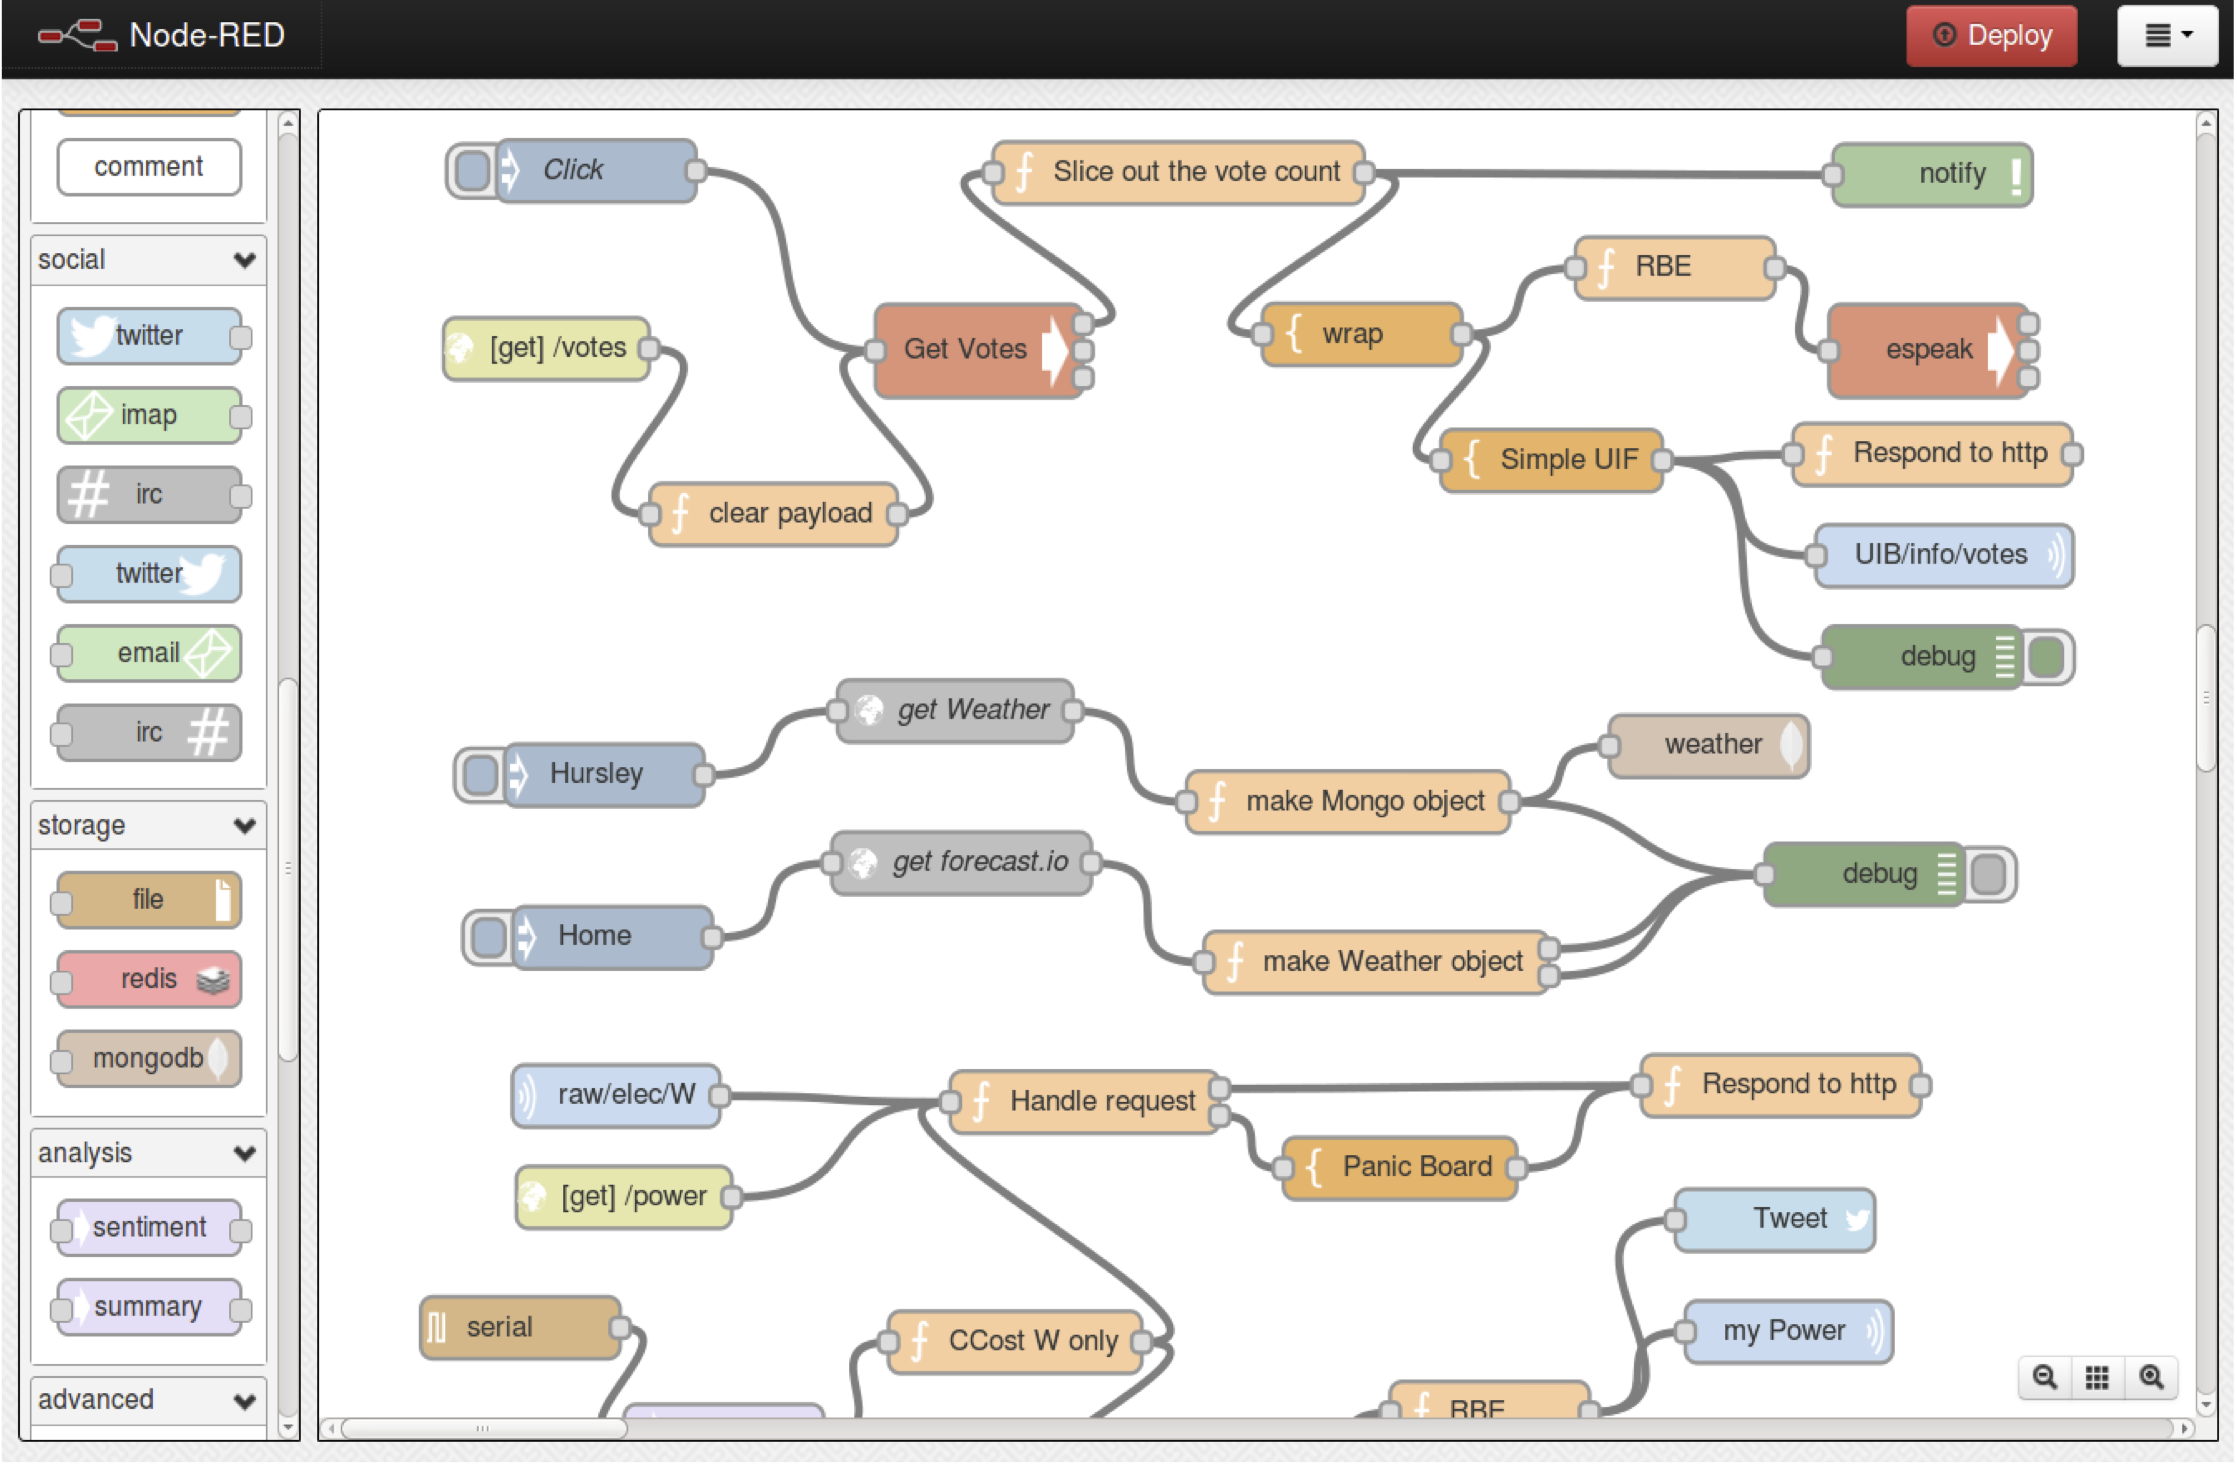 Node-RED
Deploy
comment
social
twitter
imap
irc
twitter
email
irc
storage
file
redis
mongodb
analysis
sentiment
summary
advanced
Click
Slice out the vote count
notify
RBE
[get] /votes
Get Votes
wrap
espeak
Simple UIF
Respond to http
clear payload
UIB/info/votes
debug
get Weather
weather
Hursley
make Mongo object
get forecast.io
debug
Home
make Weather object
raw/elec/W
Handle request
Respond to http
Panic Board
[get] /power
Tweet
serial
CCost W only
my Power
RBE